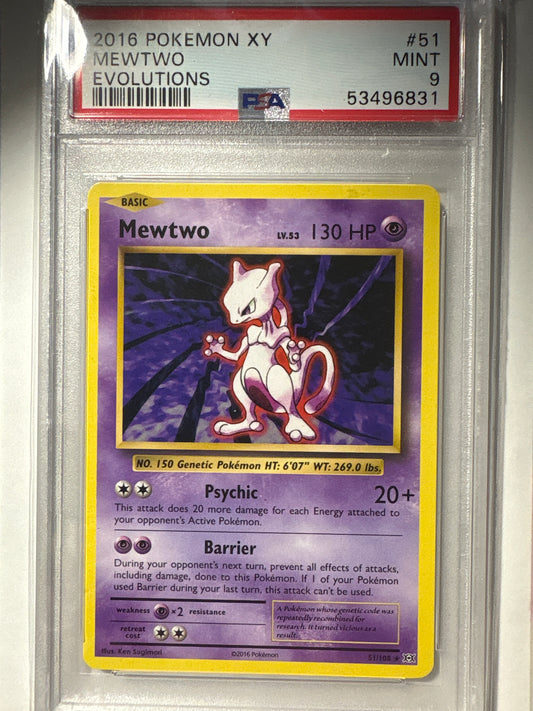 2016 POKEMON XY #51
MEWTWO MINT
EVOLUTIONS 9
PSA 53496831
BASIC
Mewtwo LV.53 130 HP
NO. 150 Genetic Pokémon HT: 6'07" WT: 269.0 lbs.
Psychic 20+
This attack does 20 more damage for each Energy attached to
your opponent's Active Pokémon.
Barrier
During your opponent's next turn, prevent all effects of attacks,
including damage, done to this Pokémon. If 1 of your Pokémon
used Barrier during your last turn, this attack can't be used.
weakness ×2 resistance
retreat
cost
A Pokémon whose genetic code was
repeatedly recombined for
research. It turned vicious as a
result.
Illus. Ken Sugimori ©2016 Pokémon 51/108 ★